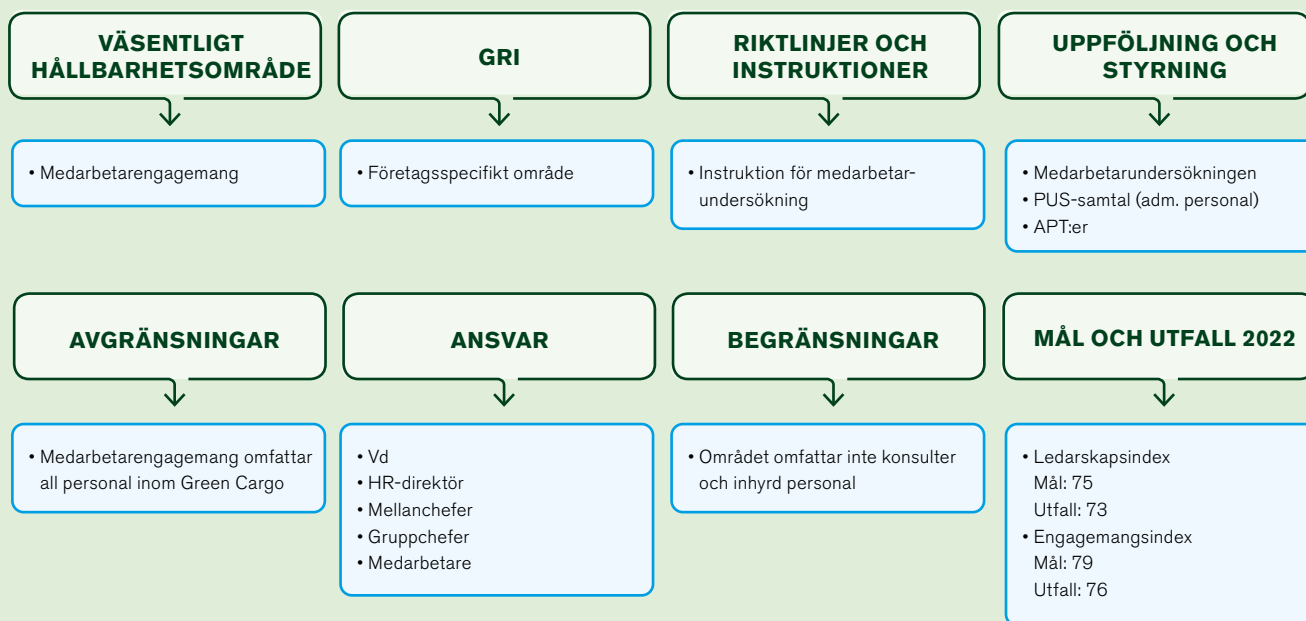 VÄSENTLIGT
HÅLLBARHETSOMRÅDE
• Medarbetarengagemang
GRI
• Företagsspecifikt område
RIKTLINJER OCH
INSTRUKTIONER
• Instruktion för medarbetar-
undersökning
UPPFÖLJNING OCH
STYRNING
• Medarbetarundersökningen
• PUS-samtal (adm. personal)
• APT:er
AVGRÄNSNINGAR
• Medarbetarengagemang omfattar
all personal inom Green Cargo
ANSVAR
• Vd
• HR-direktör
• Mellanchefer
• Gruppchefer
• Medarbetare
BEGRÄNSNINGAR
• Området omfattar inte konsulter
och inhyrd personal
MÅL OCH UTFALL 2022
• Ledarskapsindex
Mål: 75
Utfall: 73
• Engagemangsindex
Mål: 79
Utfall: 76